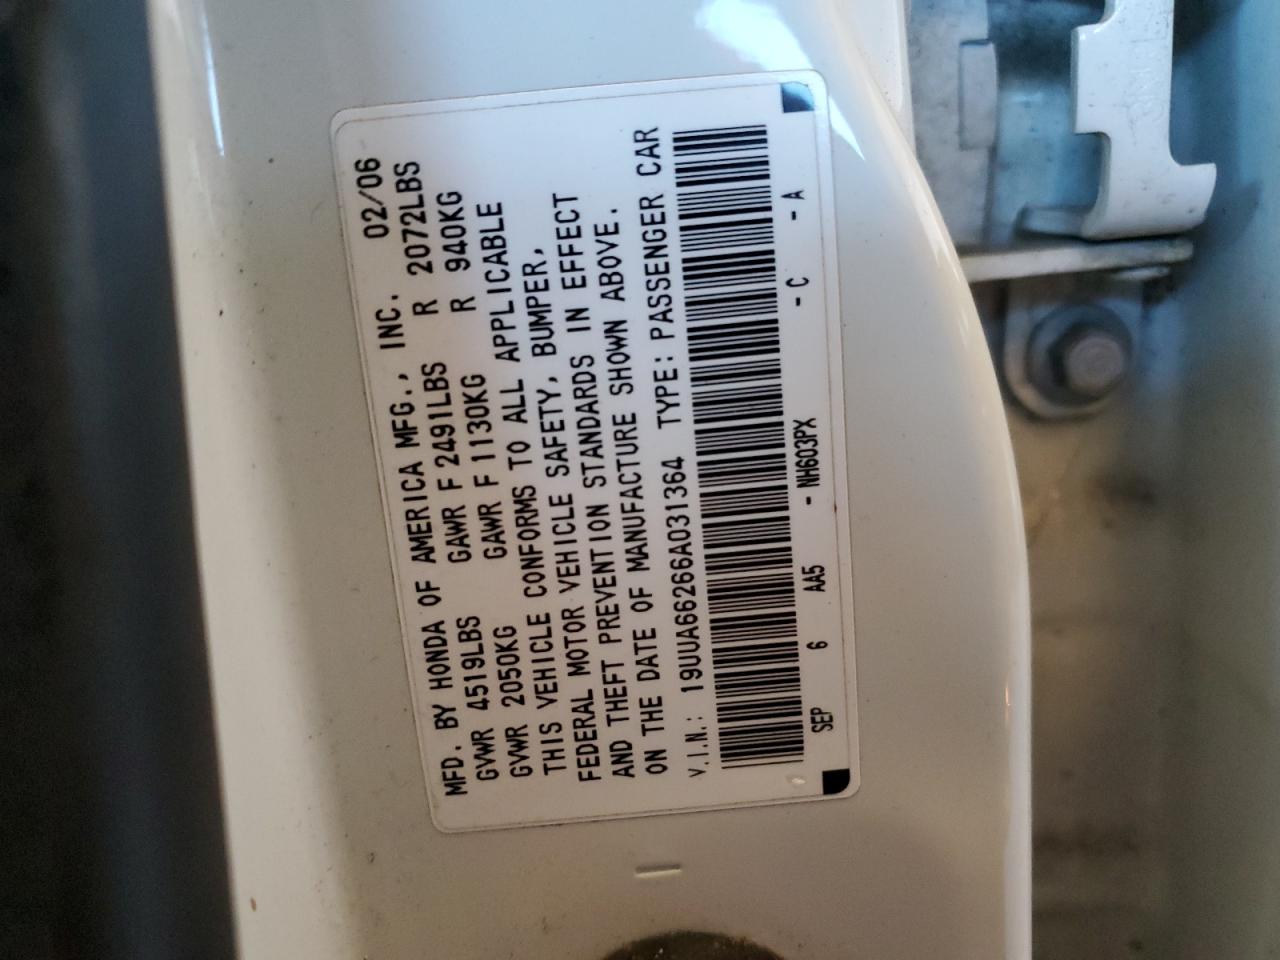 MFD. BY HONDA OF AMERICA MFG., INC. 02/06
GVWR 4519LBS GAWR F 2491LBS R 2072LBS
GVWR 2050KG GAWR F 1130KG R 940KG
THIS VEHICLE CONFORMS TO ALL APPLICABLE
FEDERAL MOTOR VEHICLE SAFETY, BUMPER,
AND THEFT PREVENTION STANDARDS IN EFFECT
ON THE DATE OF MANUFACTURE SHOWN ABOVE.
V.I.N.: 19UUA66266A031364 TYPE: PASSENGER CAR
SEP 6 AA5 - NH603PX - C - A